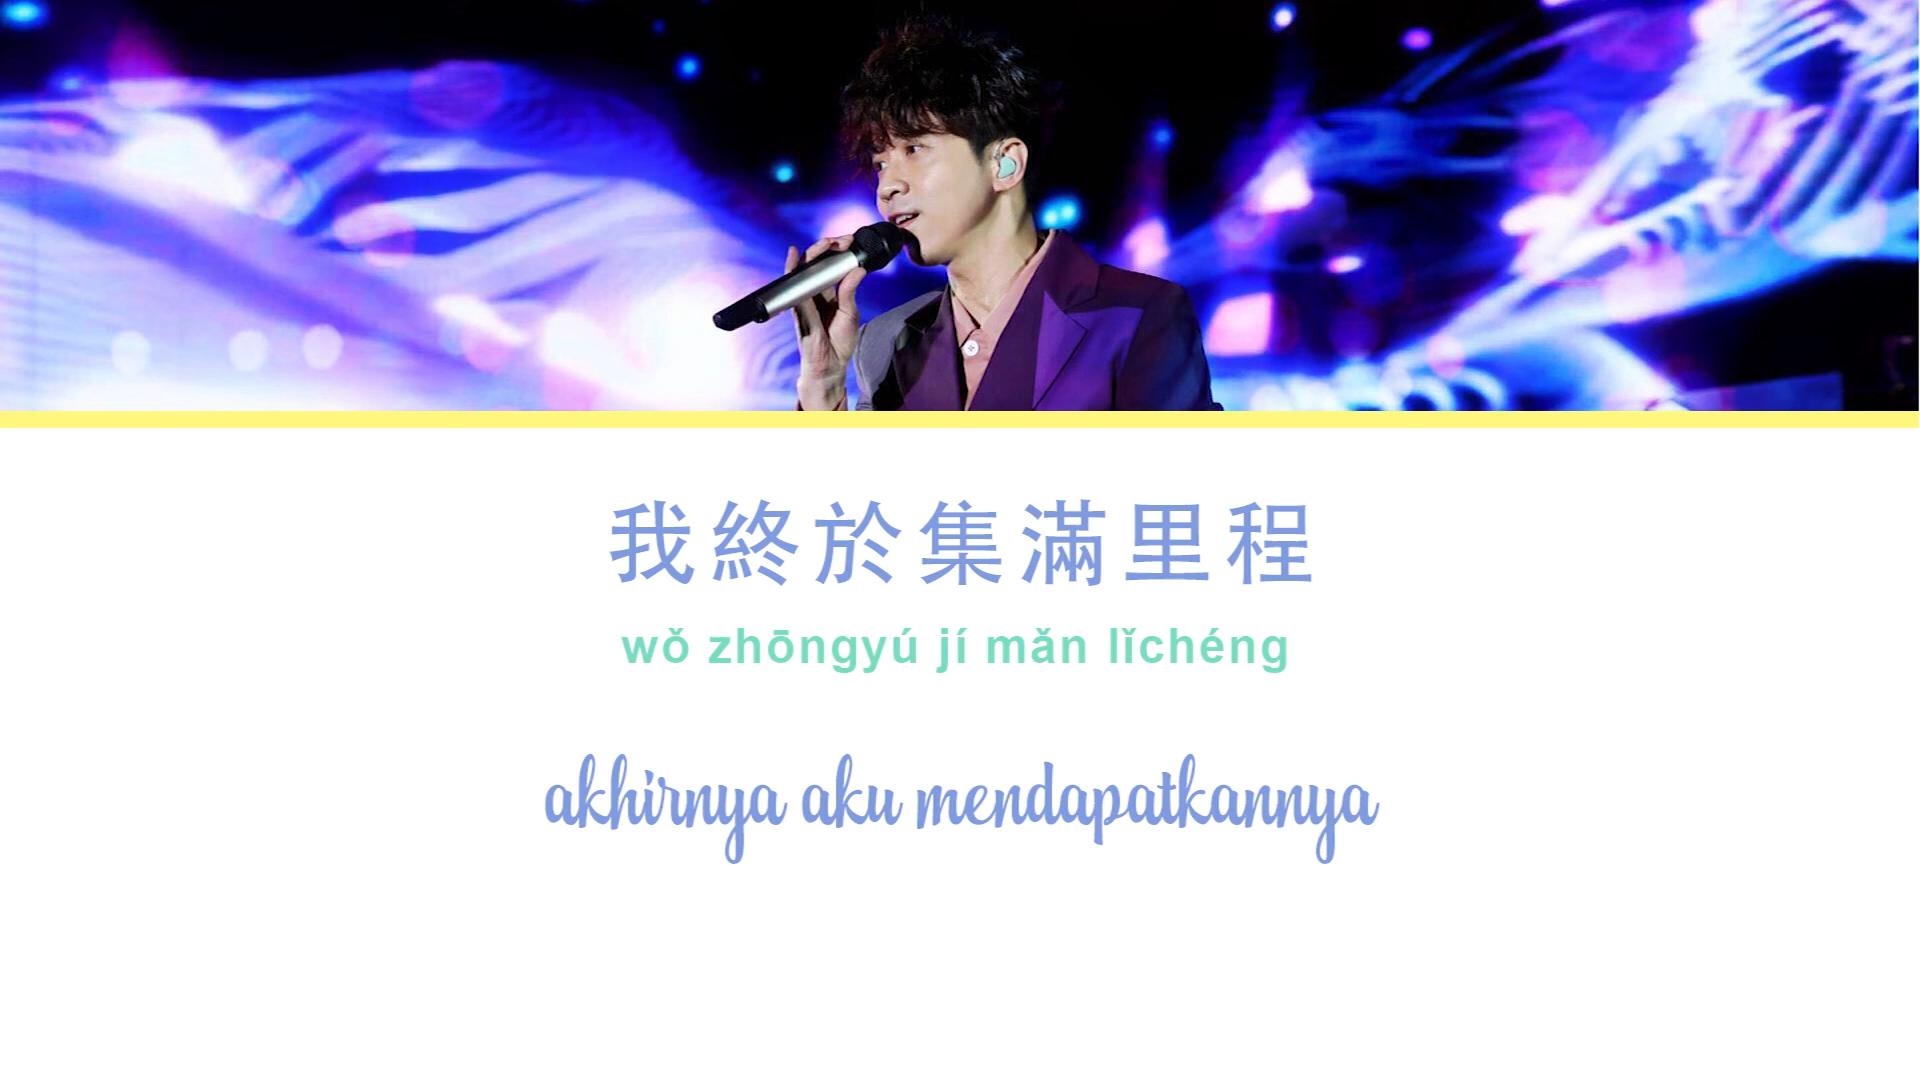 我終於集滿里程
wǒ zhōngyú jí mǎn lǐchéng
akhirnya aku mendapatkannya